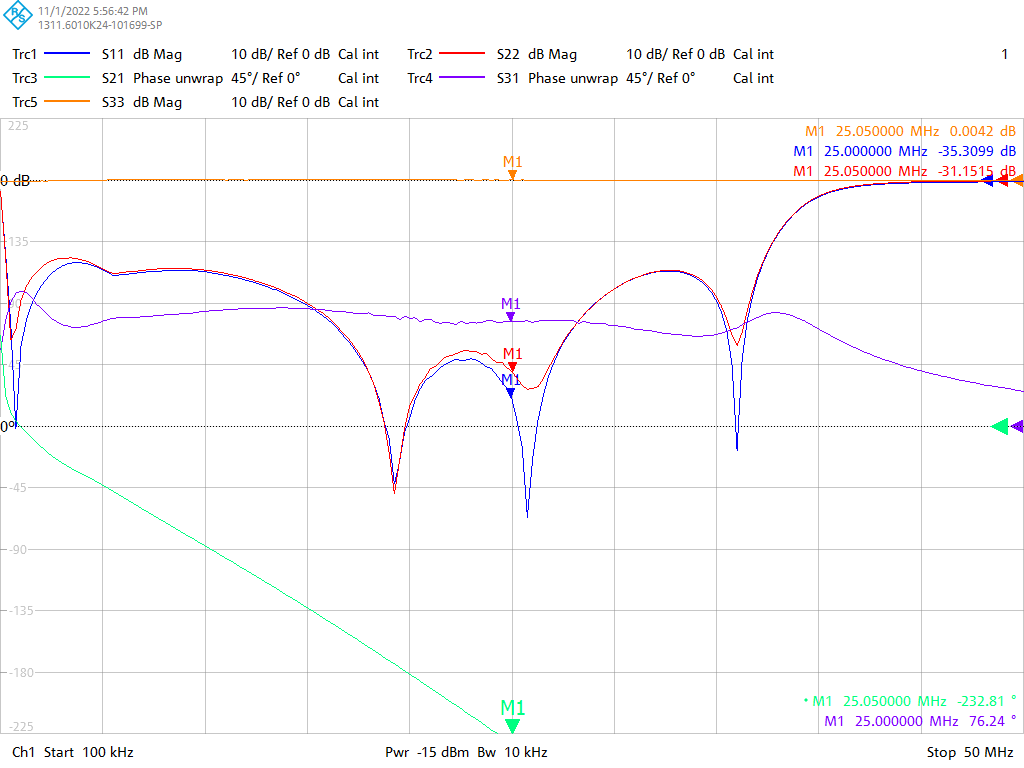 R&S 11/1/2022 5:56:42 PM
1311.6010K24-101699-SP
Trc1 S11 dB Mag 10 dB/ Ref 0 dB Cal int Trc2 S22 dB Mag 10 dB/ Ref 0 dB Cal int 1
Trc3 S21 Phase unwrap 45°/ Ref 0° Cal int Trc4 S31 Phase unwrap 45°/ Ref 0° Cal int
Trc5 S33 dB Mag 10 dB/ Ref 0 dB Cal int
225
M1 25.050000 MHz 0.0042 dB
M1 25.000000 MHz -35.3099 dB
M1 25.050000 MHz -31.1515 dB
M1
0 dB
135
M1
M1
M1
0°
-45
-90
-135
-180
M1
-225
• M1 25.050000 MHz -232.81 °
M1 25.000000 MHz 76.24 °
Ch1 Start 100 kHz Pwr -15 dBm Bw 10 kHz Stop 50 MHz